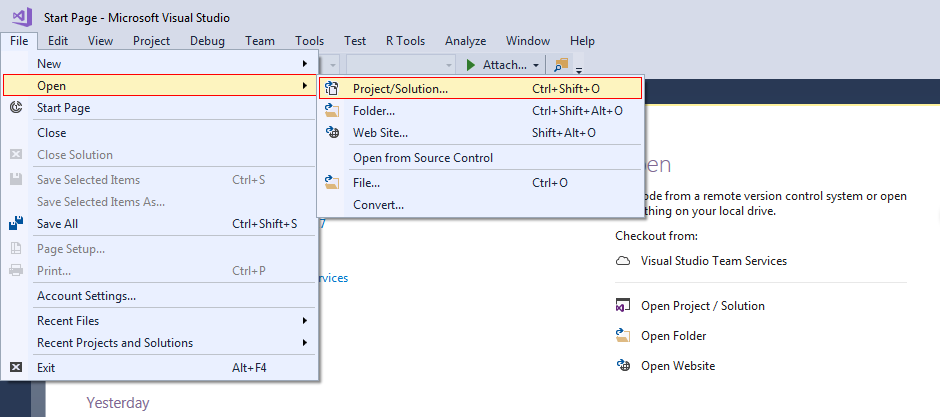 Start Page - Microsoft Visual Studio
File Edit View Project Debug Team Tools Test R Tools Analyze Window Help
Attach...
New
Open
Start Page
Close
Close Solution
Save Selected Items Ctrl+S
Save Selected Items As...
Save All Ctrl+Shift+S
Page Setup...
Print... Ctrl+P
Account Settings...
Recent Files
Recent Projects and Solutions
Exit Alt+F4
Project/Solution... Ctrl+Shift+O
Folder... Ctrl+Shift+Alt+O
Web Site... Shift+Alt+O
Open from Source Control
File... Ctrl+O
Convert...
7
rvices
Yesterday
en
ode from a remote version control system or open
thing on your local drive.
Checkout from:
Visual Studio Team Services
Open Project / Solution
Open Folder
Open Website